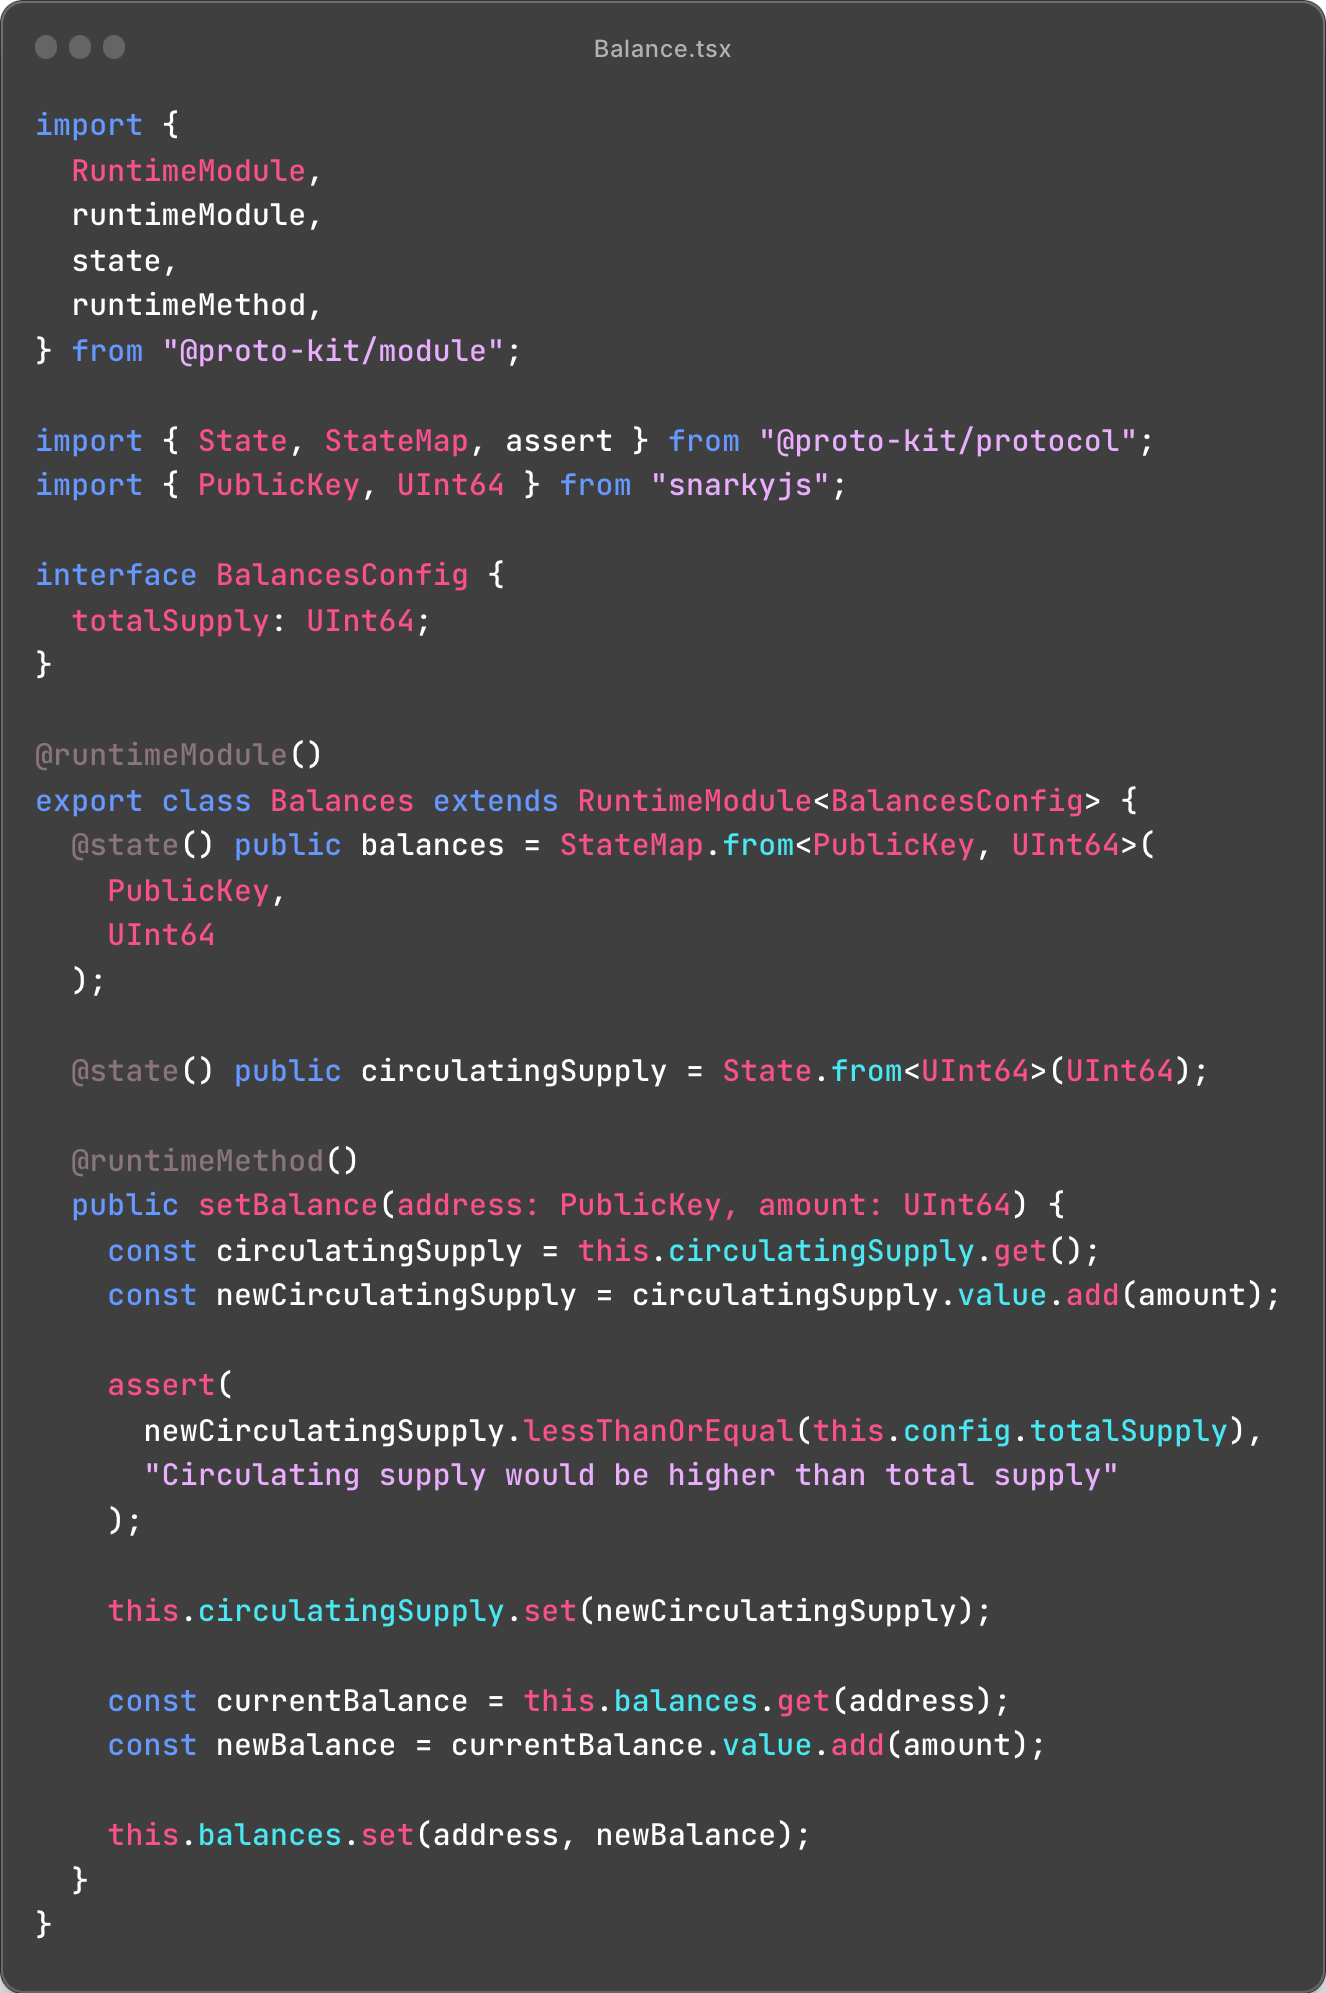 Balance.tsx
import {
  RuntimeModule,
  runtimeModule,
  state,
  runtimeMethod,
} from "@proto-kit/module";

import { State, StateMap, assert } from "@proto-kit/protocol";
import { PublicKey, UInt64 } from "snarkyjs";

interface BalancesConfig {
  totalSupply: UInt64;
}

@runtimeModule()
export class Balances extends RuntimeModule<BalancesConfig> {
  @state() public balances = StateMap.from<PublicKey, UInt64>(
    PublicKey,
    UInt64
  );

  @state() public circulatingSupply = State.from<UInt64>(UInt64);

  @runtimeMethod()
  public setBalance(address: PublicKey, amount: UInt64) {
    const circulatingSupply = this.circulatingSupply.get();
    const newCirculatingSupply = circulatingSupply.value.add(amount);

    assert(
      newCirculatingSupply.lessThanOrEqual(this.config.totalSupply),
      "Circulating supply would be higher than total supply"
    );

    this.circulatingSupply.set(newCirculatingSupply);

    const currentBalance = this.balances.get(address);
    const newBalance = currentBalance.value.add(amount);

    this.balances.set(address, newBalance);
  }
}